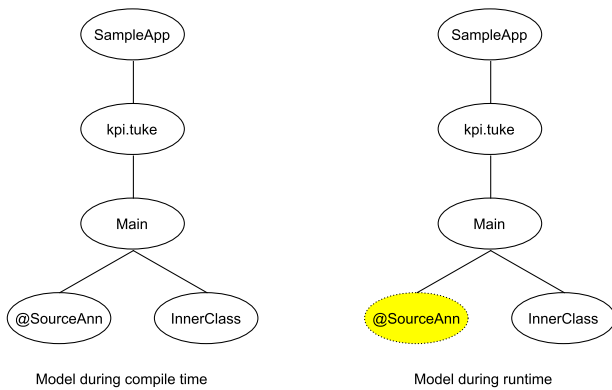 SampleApp
kpi.tuke
Main
@SourceAnn
InnerClass
Model during compile time
SampleApp
kpi.tuke
Main
@SourceAnn
InnerClass
Model during runtime